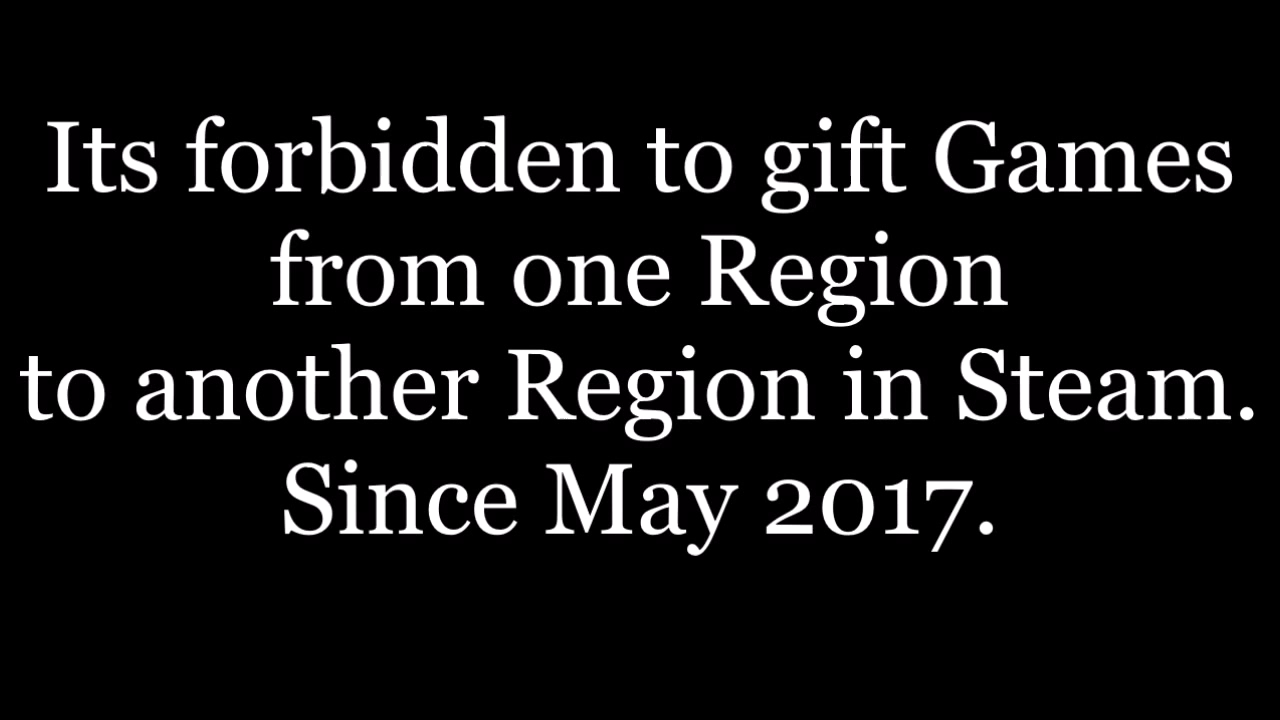 Its forbidden to gift Games
from one Region
to another Region in Steam.
Since May 2017.